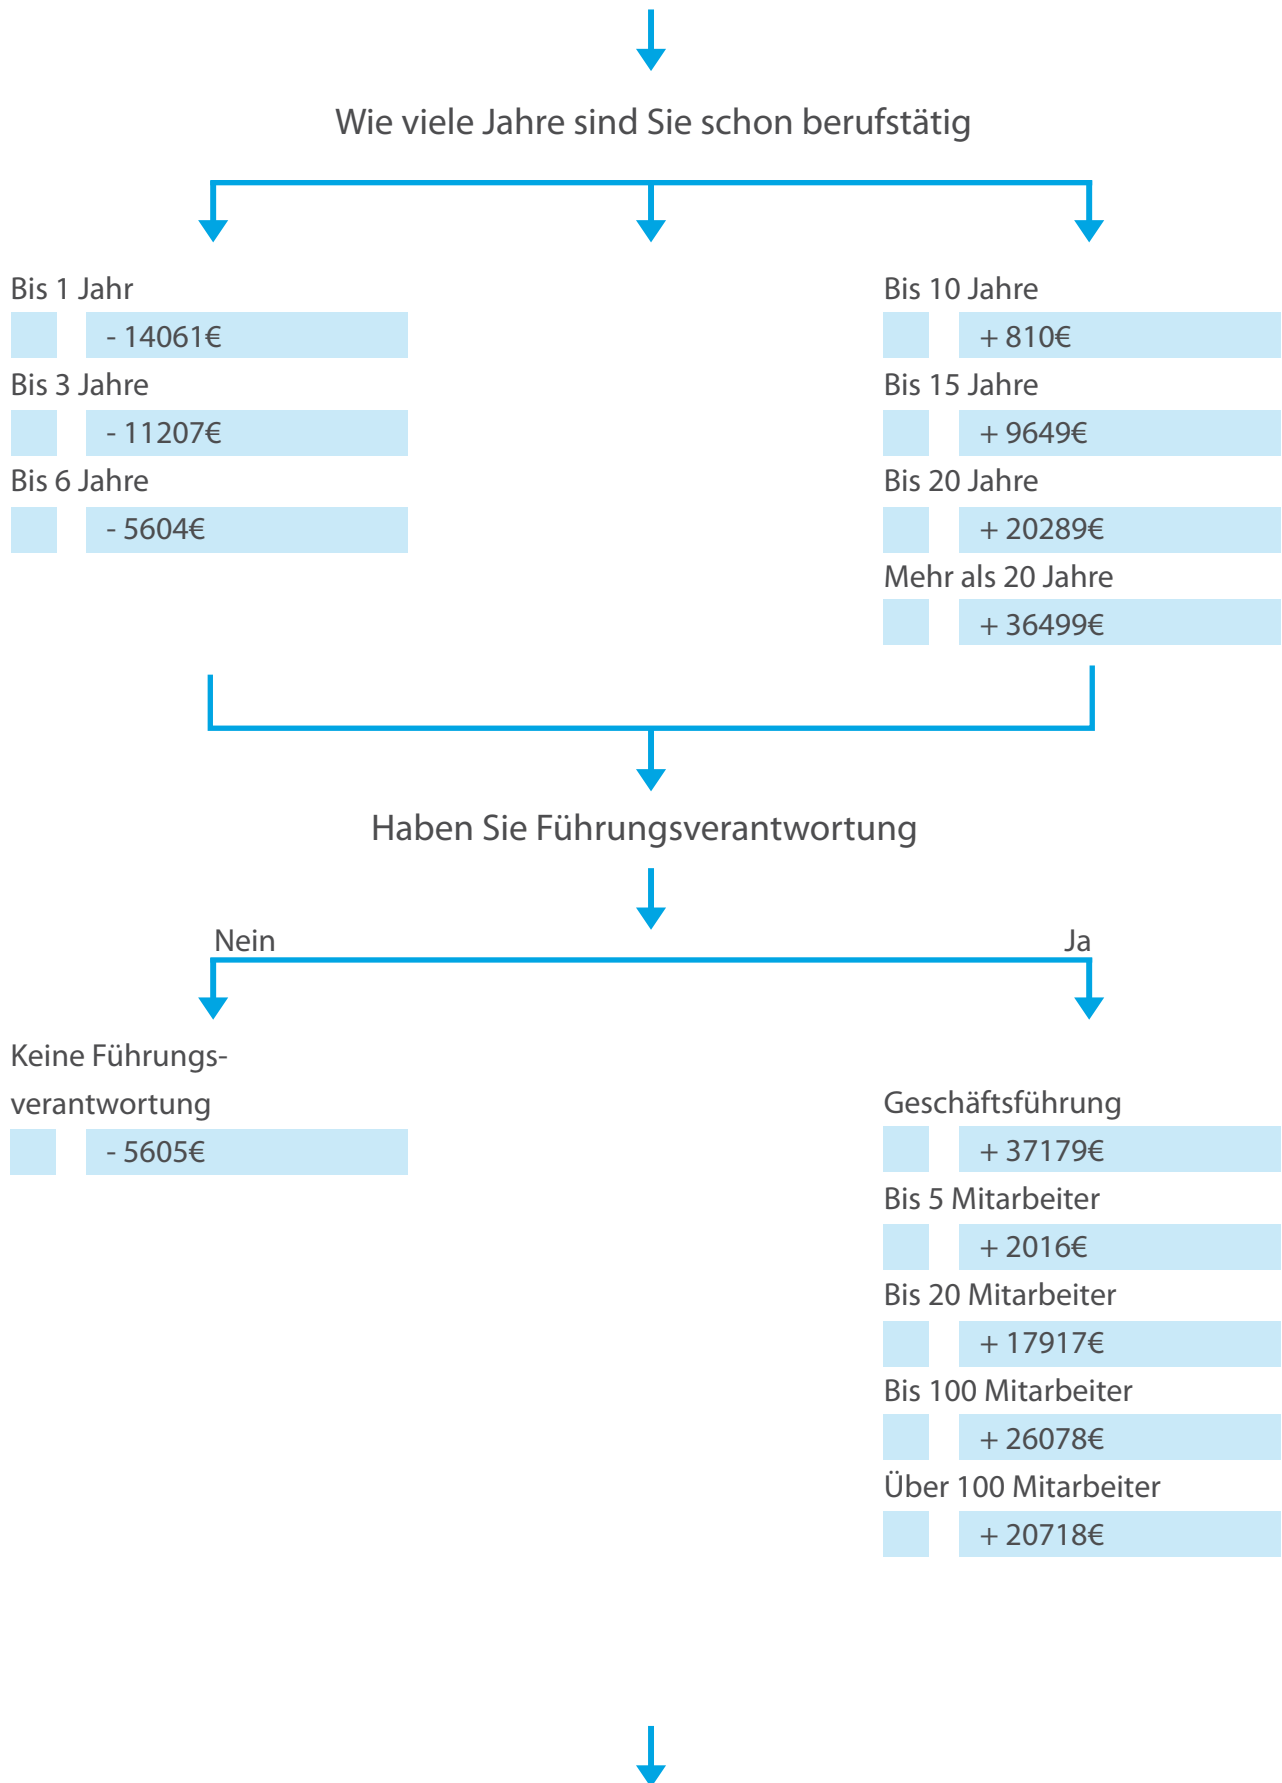 Wie viele Jahre sind Sie schon berufstätig
Bis 1 Jahr
- 14061€
Bis 3 Jahre
- 11207€
Bis 6 Jahre
- 5604€
Bis 10 Jahre
+ 810€
Bis 15 Jahre
+ 9649€
Bis 20 Jahre
+ 20289€
Mehr als 20 Jahre
+ 36499€
Haben Sie Führungsverantwortung
Nein
Ja
Keine Führungs-
verantwortung
- 5605€
Geschäftsführung
+ 37179€
Bis 5 Mitarbeiter
+ 2016€
Bis 20 Mitarbeiter
+ 17917€
Bis 100 Mitarbeiter
+ 26078€
Über 100 Mitarbeiter
+ 20718€